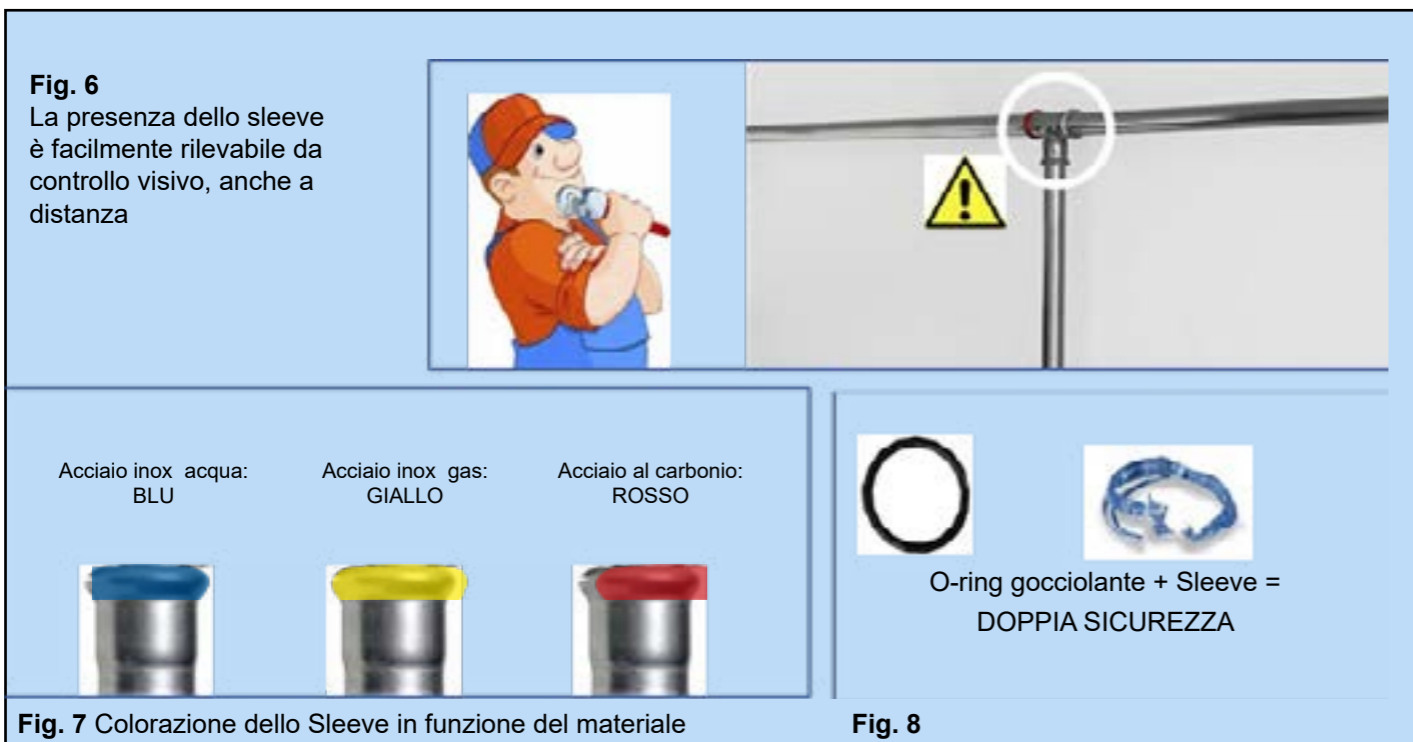 Fig. 6
La presenza dello sleeve
è facilmente rilevabile da
controllo visivo, anche a
distanza
Acciaio inox acqua:
BLU
Acciaio inox gas:
GIALLO
Acciaio al carbonio:
ROSSO
O-ring gocciolante + Sleeve =
DOPPIA SICUREZZA
Fig. 7 Colorazione dello Sleeve in funzione del materiale
Fig. 8